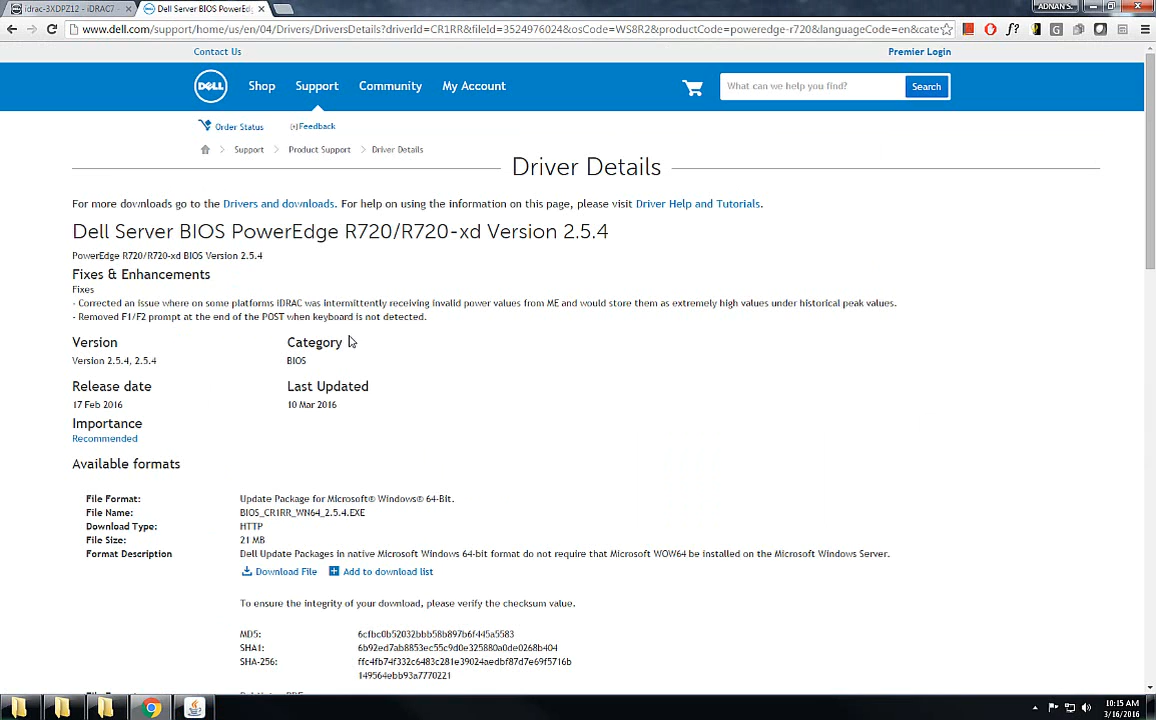 idrac-3XDPZ12 - iDRAC7 -
Dell Server BIOS PowerEdg
ADNAN S.
www.dell.com/support/home/us/en/04/Drivers/DriversDetails?driverId=CR1RR&fileId=3524976024&osCode=WS8R2&productCode=poweredge-r720&languageCode=en&cate
Contact Us
Premier Login
DELL
Shop
Support
Community
My Account
What can we help you find?
Search
Order Status
[+]Feedback
Support
Product Support
Driver Details
Driver Details
For more downloads go to the Drivers and downloads. For help on using the information on this page, please visit Driver Help and Tutorials.
Dell Server BIOS PowerEdge R720/R720-xd Version 2.5.4
PowerEdge R720/R720-xd BIOS Version 2.5.4
Fixes & Enhancements
Fixes
- Corrected an issue where on some platforms iDRAC was intermittently receiving invalid power values from ME and would store them as extremely high values under historical peak values.
- Removed F1/F2 prompt at the end of the POST when keyboard is not detected.
Version
Category
Version 2.5.4, 2.5.4
BIOS
Release date
Last Updated
17 Feb 2016
10 Mar 2016
Importance
Recommended
Available formats
File Format:
Update Package for Microsoft® Windows® 64-Bit.
File Name:
BIOS_CR1RR_WN64_2.5.4.EXE
Download Type:
HTTP
File Size:
21 MB
Format Description
Dell Update Packages in native Microsoft Windows 64-bit format do not require that Microsoft WOW64 be installed on the Microsoft Windows Server.
Download File
Add to download list
To ensure the integrity of your download, please verify the checksum value.
MD5:
6cfbc0b52032bbb58b897b6f445a5583
SHA1:
6b92ed7ab8853ec55c9d0e325880a0de0268b404
SHA-256:
ffc4fb74f332c6483c281e39024aedbf87d7e69f5716b
149564ebb93a7770221
10:15 AM
3/16/2016